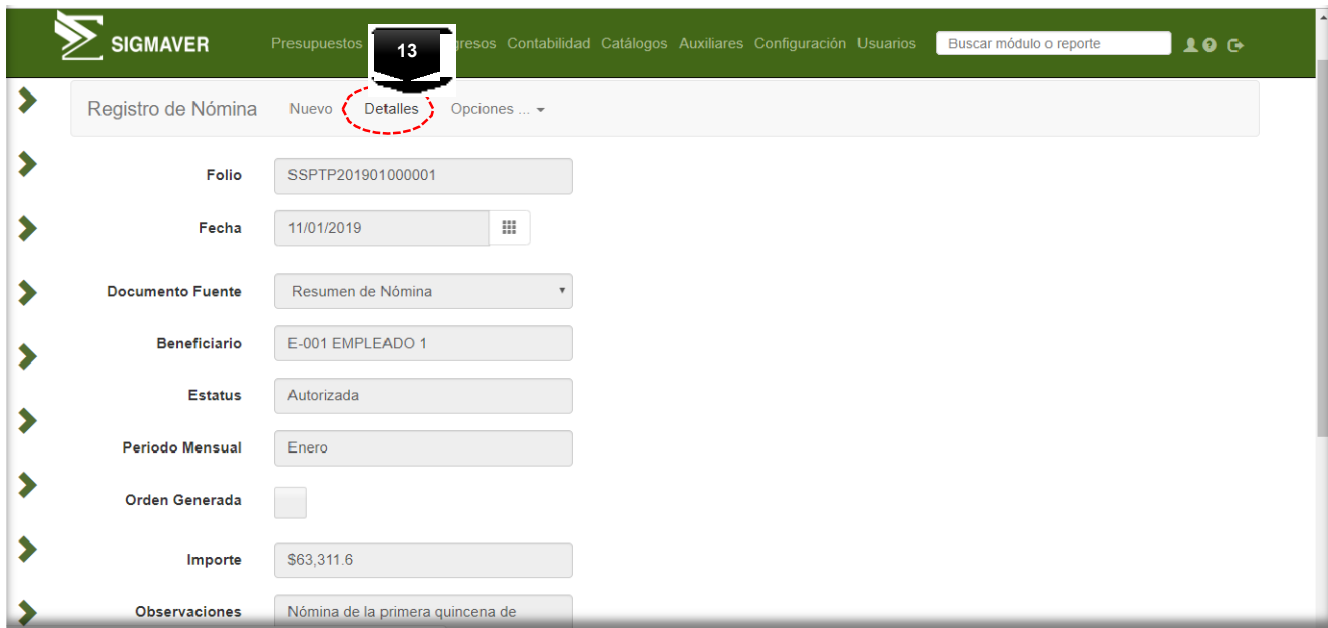 SIGMAVER
Presupuestos gresos Contabilidad Catálogos Auxiliares Configuración Usuarios Buscar módulo o reporte
13
Registro de Nómina Nuevo Detalles Opciones ...
Folio SSPTP201901000001
Fecha 11/01/2019
Documento Fuente Resumen de Nómina
Beneficiario E-001 EMPLEADO 1
Estatus Autorizada
Periodo Mensual Enero
Orden Generada
Importe $63,311.6
Observaciones Nómina de la primera quincena de